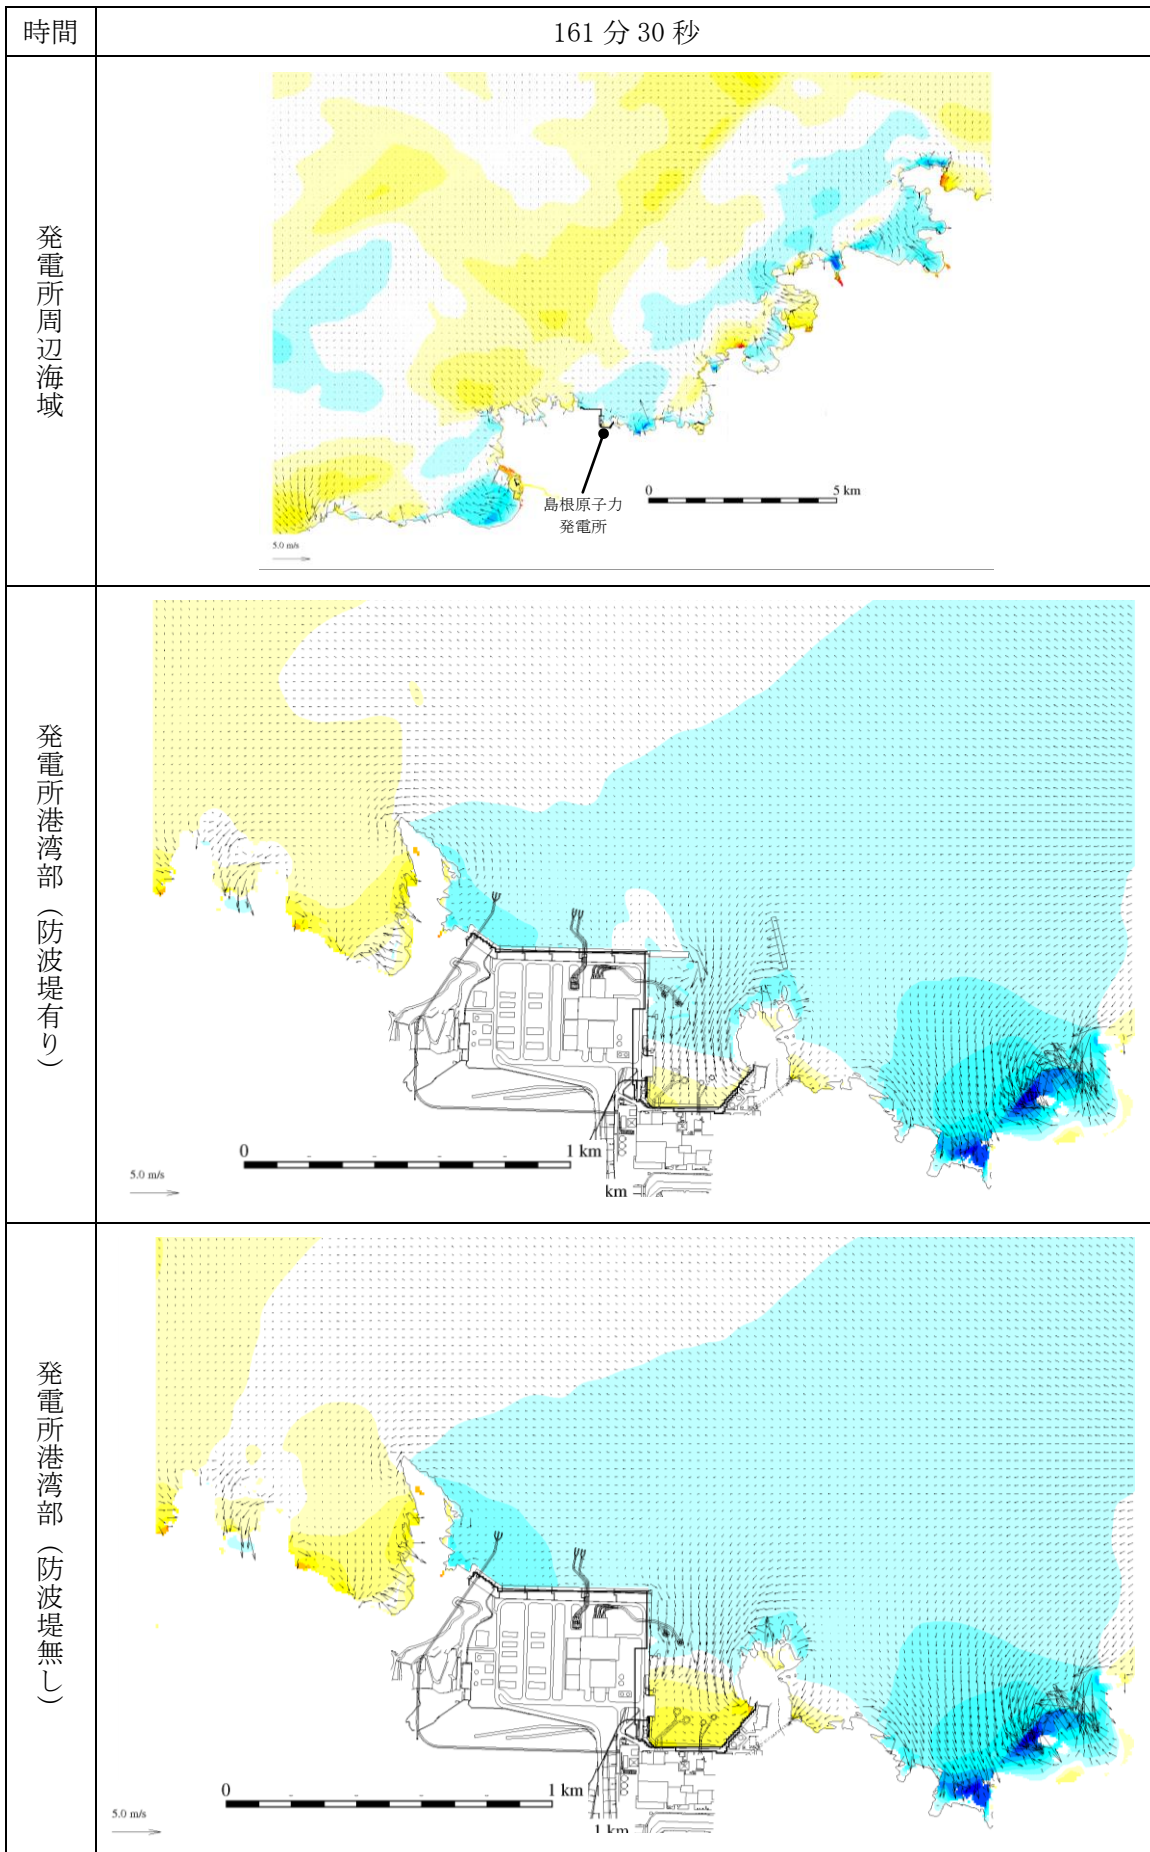 時間
161 分 30 秒
発電所周辺海域
島根原子力
発電所
0 5 km
5.0 m/s
発電所港湾部（防波堤有り）
0 1 km
5.0 m/s
km
発電所港湾部（防波堤無し）
0 1 km
5.0 m/s
1 km